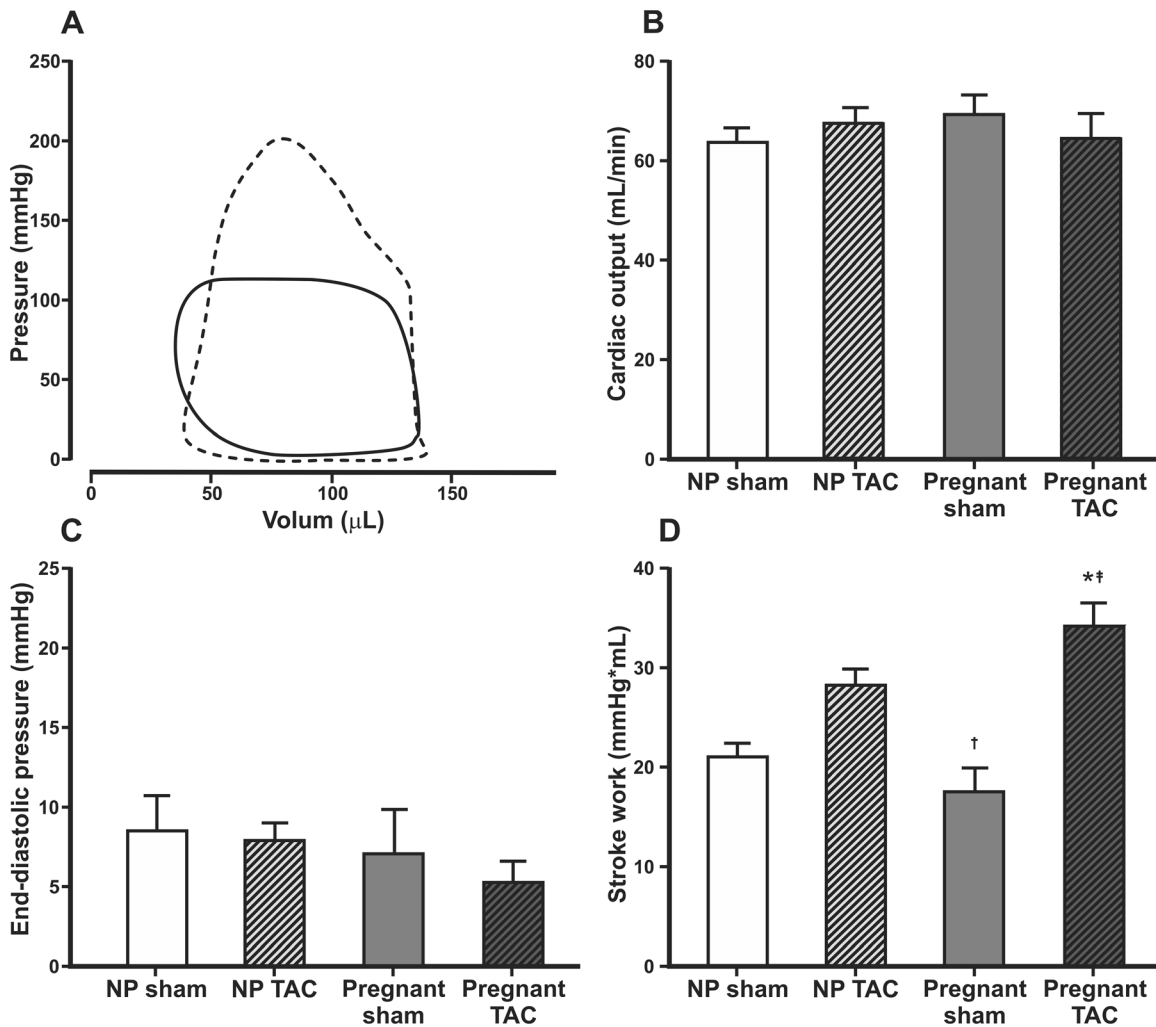 A
Pressure (mmHg)
250
200
150
100
50
0
0 50 100 150
Volum (μL)
B
Cardiac output (mL/min)
80
60
40
20
0
NP sham NP TAC Pregnant sham Pregnant TAC
C
End-diastolic pressure (mmHg)
25
20
15
10
5
0
NP sham NP TAC Pregnant sham Pregnant TAC
D
Stroke work (mmHg*mL)
40
30
20
10
0
†
*‡
NP sham NP TAC Pregnant sham Pregnant TAC